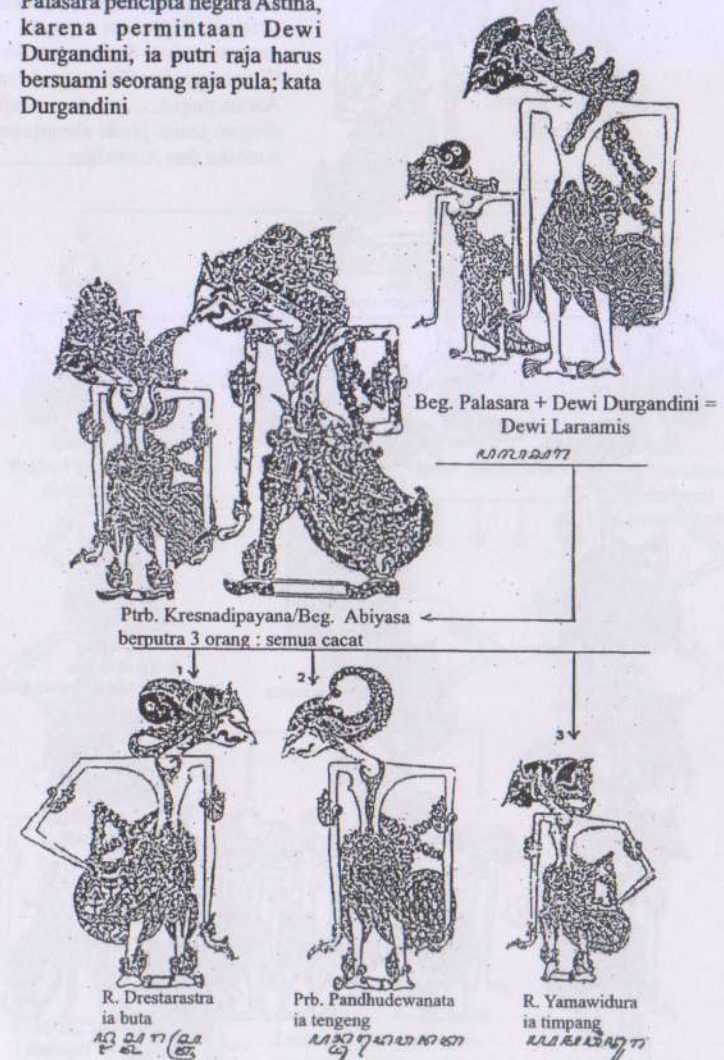 Palasara pencipta negara Astina,
karena permintaan Dewi
Durgandini, ia putri raja harus
bersuami seorang raja pula; kata
Durgandini
Beg. Palasara + Dewi Durgandini =
Dewi Laraamis
Ptrb. Kresnadipayana/Beg. Abiyasa
berputra 3 orang : semua cacat
1
2
3
R. Drestarastra
ia buta
Prb. Pandhudewanata
ia tengeng
R. Yamawidura
ia timpang